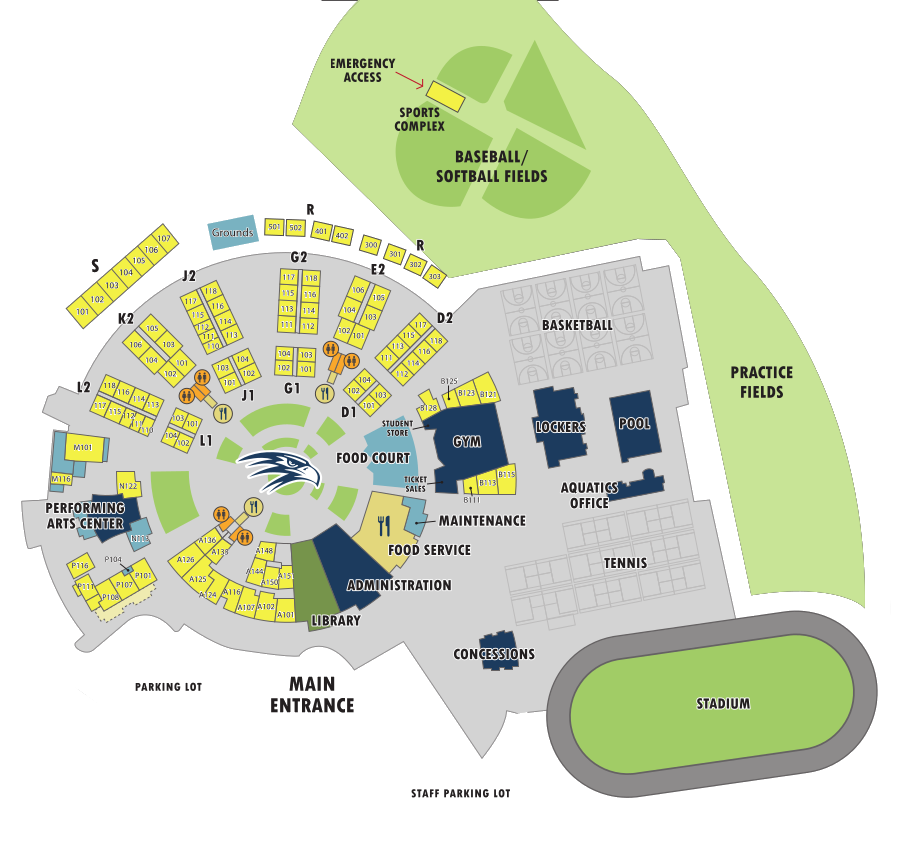 EMERGENCY
ACCESS
SPORTS
COMPLEX
BASEBALL/
SOFTBALL FIELDS
R
501
502
401
402
300
301
302
303
R
Grounds
S
107
106
105
104
103
102
101
J2
118
117
116
115
114
112
113
111
110
G2
117
118
115
116
113
114
111
112
E2
106
105
104
103
102
101
D2
117
118
115
116
113
114
111
112
K2
105
106
103
104
101
102
L2
118
116
114
113
117
115
112
111
110
J1
104
103
102
101
G1
104
103
102
101
D1
104
103
102
101
L1
103
101
104
102
BASKETBALL
PRACTICE
FIELDS
B125
B123
B121
B128
STUDENT
STORE
GYM
LOCKERS
POOL
FOOD COURT
TICKET
SALES
B115
B113
B111
AQUATICS
OFFICE
M101
M116
N122
PERFORMING
ARTS CENTER
MAINTENANCE
FOOD SERVICE
TENNIS
P104
P116
P101
P111
P107
P108
A136
A135
A126
A125
A124
A148
A144
A150
A15
A116
A107
A102
A101
ADMINISTRATION
LIBRARY
CONCESSIONS
PARKING LOT
MAIN
ENTRANCE
STADIUM
STAFF PARKING LOT